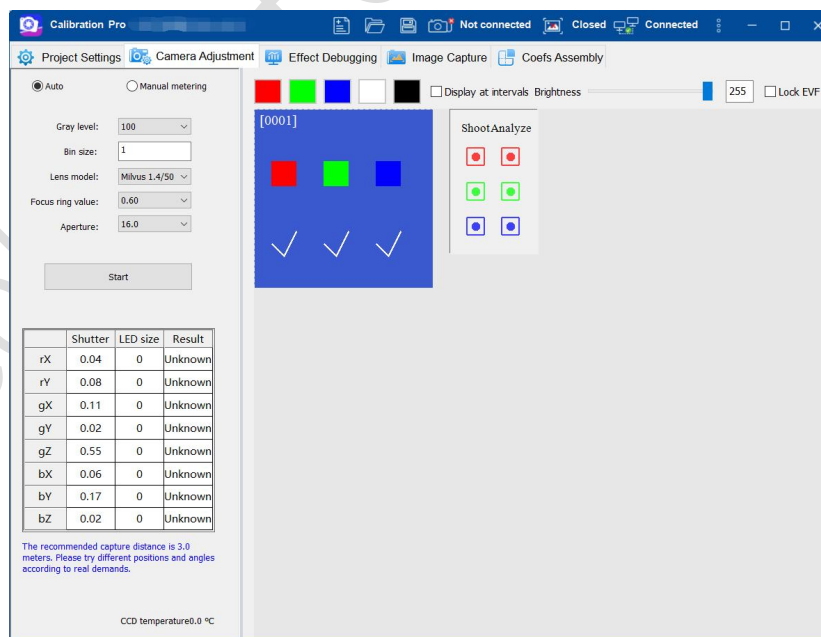 Calibration Pro
Not connected
Closed
Connected
Project Settings
Camera Adjustment
Effect Debugging
Image Capture
Coefs Assembly
Auto
Manual metering
Display at intervals
Brightness
255
Lock EVF
Gray level: 100
Bin size: 1
Lens model: Milvus 1.4/50
Focus ring value: 0.60
Aperture: 16.0
Start
[0001]
ShootAnalyze
Shutter LED size Result
rX 0.04 0 Unknown
rY 0.08 0 Unknown
gX 0.11 0 Unknown
gY 0.02 0 Unknown
gZ 0.55 0 Unknown
bX 0.06 0 Unknown
bY 0.17 0 Unknown
bZ 0.02 0 Unknown
The recommended capture distance is 3.0
meters. Please try different positions and angles
according to real demands.
CCD temperature0.0 ºC